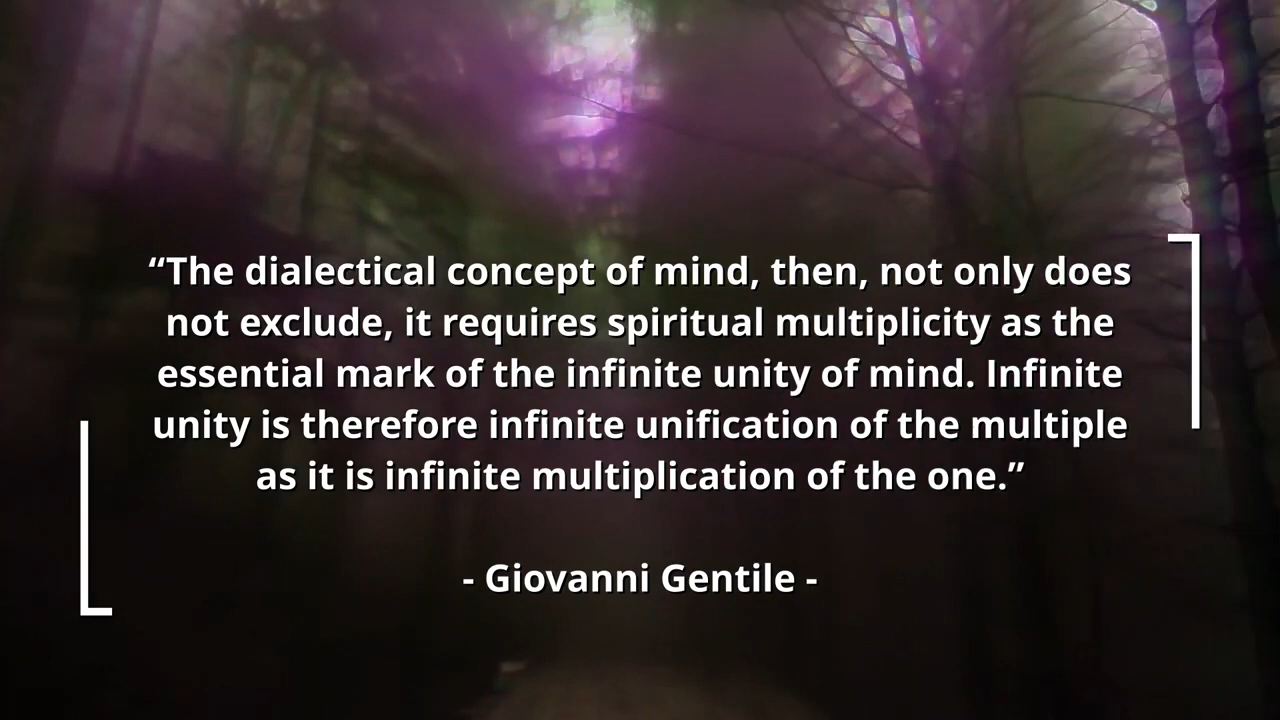 “The dialectical concept of mind, then, not only does
not exclude, it requires spiritual multiplicity as the
essential mark of the infinite unity of mind. Infinite
unity is therefore infinite unification of the multiple
as it is infinite multiplication of the one.”
- Giovanni Gentile -